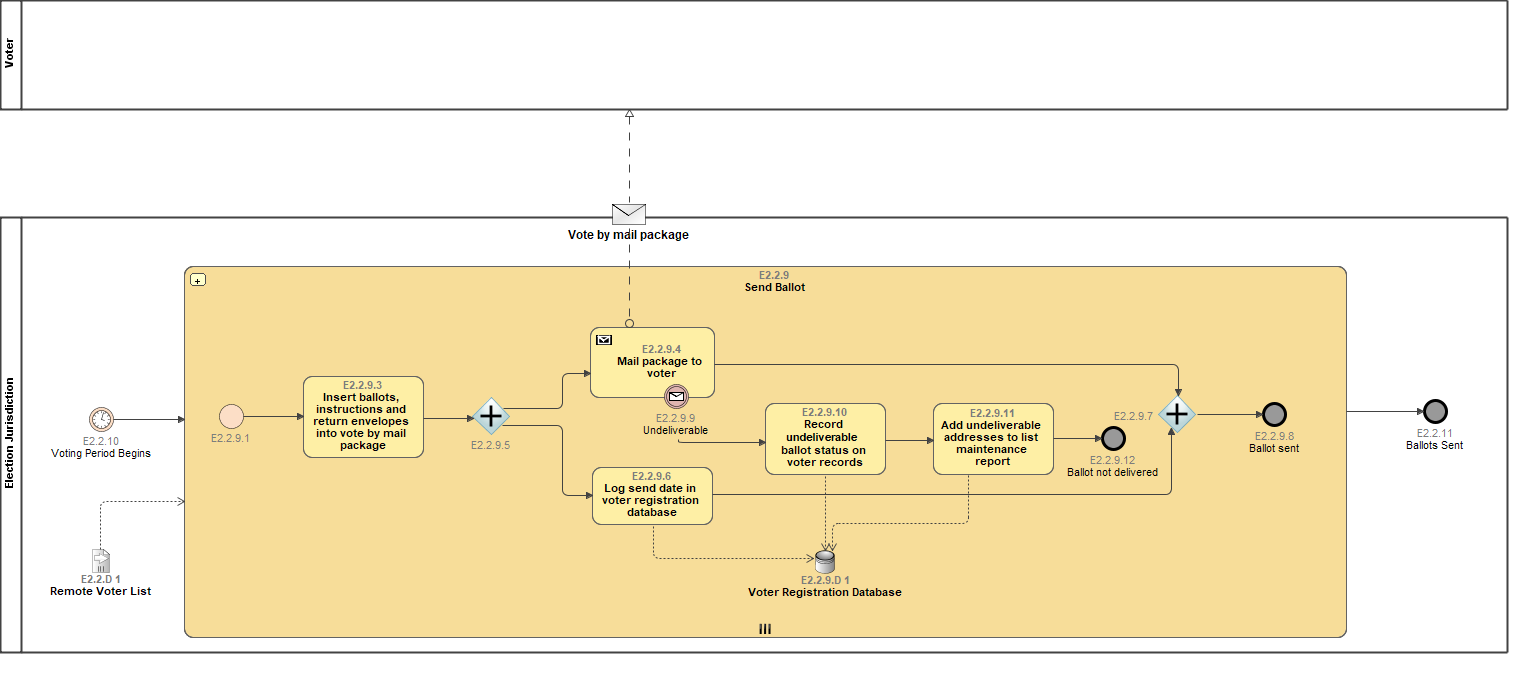 Voter
Vote by mail package
Election Jurisdiction
E2.2.9
Send Ballot
E2.2.10
Voting Period Begins
E2.2.D 1
Remote Voter List
E2.2.9.1
E2.2.9.3
Insert ballots,
instructions and
return envelopes
into vote by mail
package
E2.2.9.5
E2.2.9.4
Mail package to
voter
E2.2.9.9
Undeliverable
E2.2.9.6
Log send date in
voter registration
database
E2.2.9.10
Record
undeliverable
ballot status on
voter records
E2.2.9.11
Add undeliverable
addresses to list
maintenance
report
E2.2.9.12
Ballot not delivered
E2.2.9.D 1
Voter Registration Database
E2.2.9.7
E2.2.9.8
Ballot sent
E2.2.11
Ballots Sent